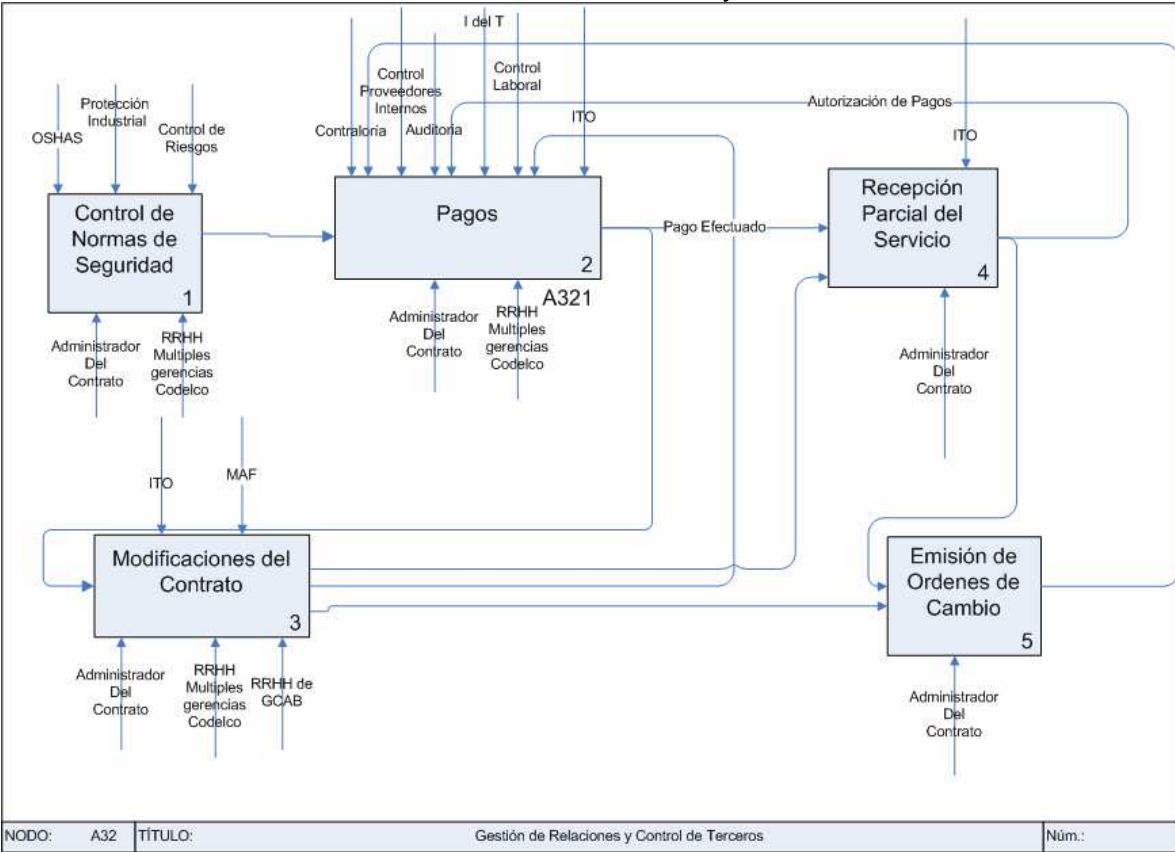 I del T
Control
Proveedores
Internos
Control
Laboral
Autorización de Pagos
Contraloría
Auditoria
ITO
ITO
OSHAS
Protección
Industrial
Control de
Riesgos
Control de
Normas de
Seguridad
1
Pagos
2
A321
Pago Efectuado
Recepción
Parcial del
Servicio
4
Administrador
Del
Contrato
RRHH
Multiples
gerencias
Codelco
Administrador
Del
Contrato
RRHH
Multiples
gerencias
Codelco
Administrador
Del
Contrato
ITO
MAF
Modificaciones del
Contrato
3
Emisión de
Ordenes de
Cambio
5
Administrador
Del
Contrato
RRHH
Multiples
gerencias
Codelco
RRHH de
GCAB
Administrador
Del
Contrato
NODO: A32 TÍTULO: Gestión de Relaciones y Control de Terceros Núm.: